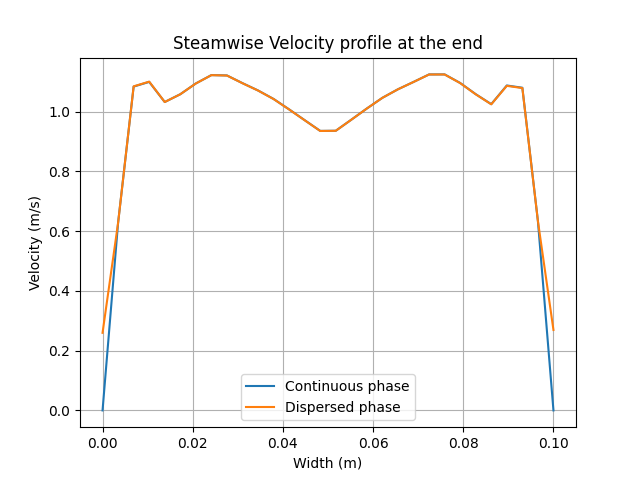 Steamwise Velocity profile at the end
Velocity (m/s)
1.0
0.8
0.6
0.4
0.2
0.0
Continuous phase
Dispersed phase
0.00 0.02 0.04 0.06 0.08 0.10
Width (m)